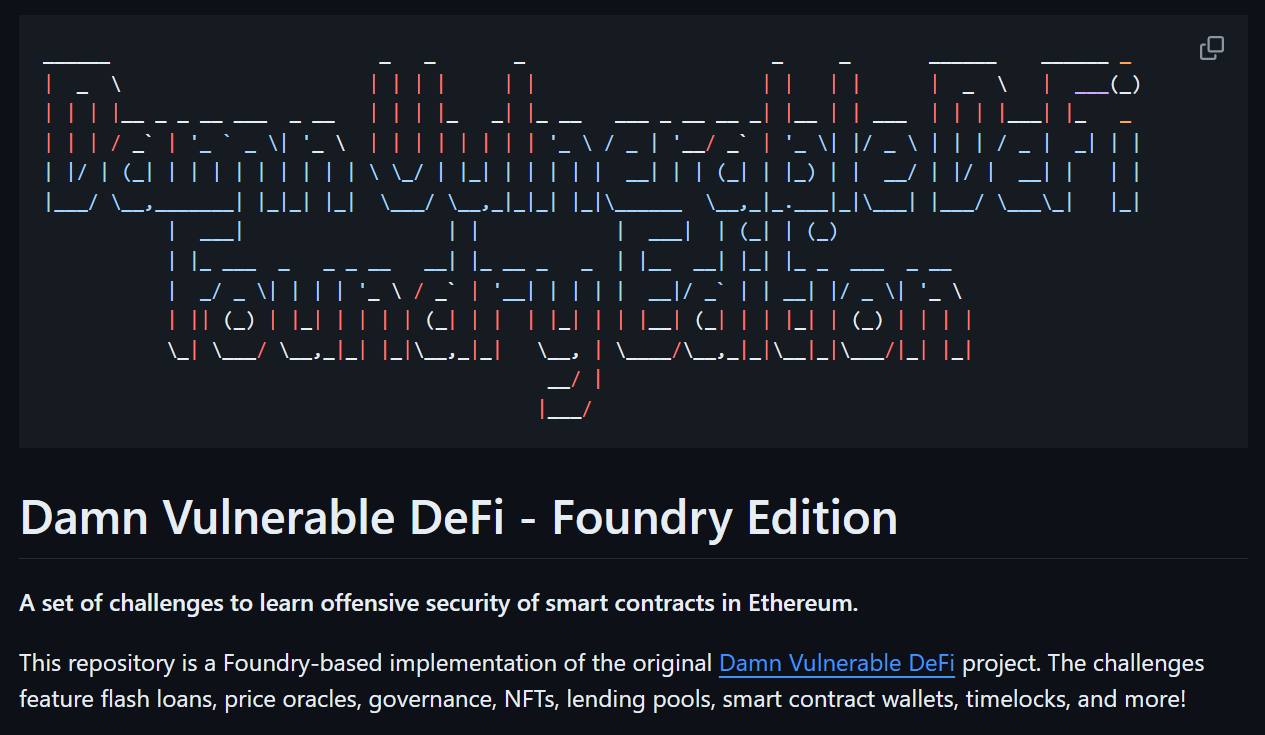 Damn Vulnerable DeFi
Foundry Edition
Damn Vulnerable DeFi - Foundry Edition
A set of challenges to learn offensive security of smart contracts in Ethereum.
This repository is a Foundry-based implementation of the original Damn Vulnerable DeFi project. The challenges
feature flash loans, price oracles, governance, NFTs, lending pools, smart contract wallets, timelocks, and more!